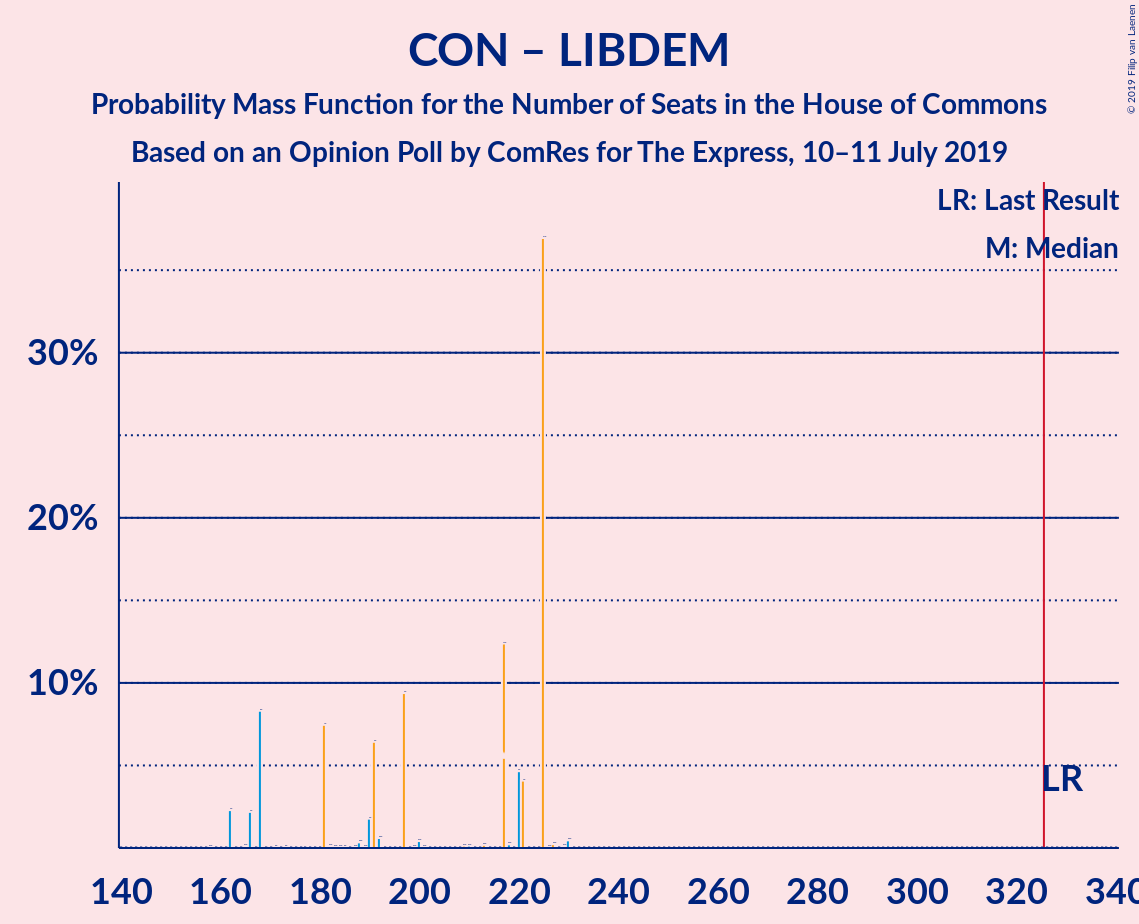 CON – LIBDEM
Probability Mass Function for the Number of Seats in the House of Commons
Based on an Opinion Poll by ComRes for The Express, 10–11 July 2019
© 2019 Filip van Laenen
LR: Last Result
M: Median
30%
20%
10%
LR
140 160 180 200 220 240 260 280 300 320 340